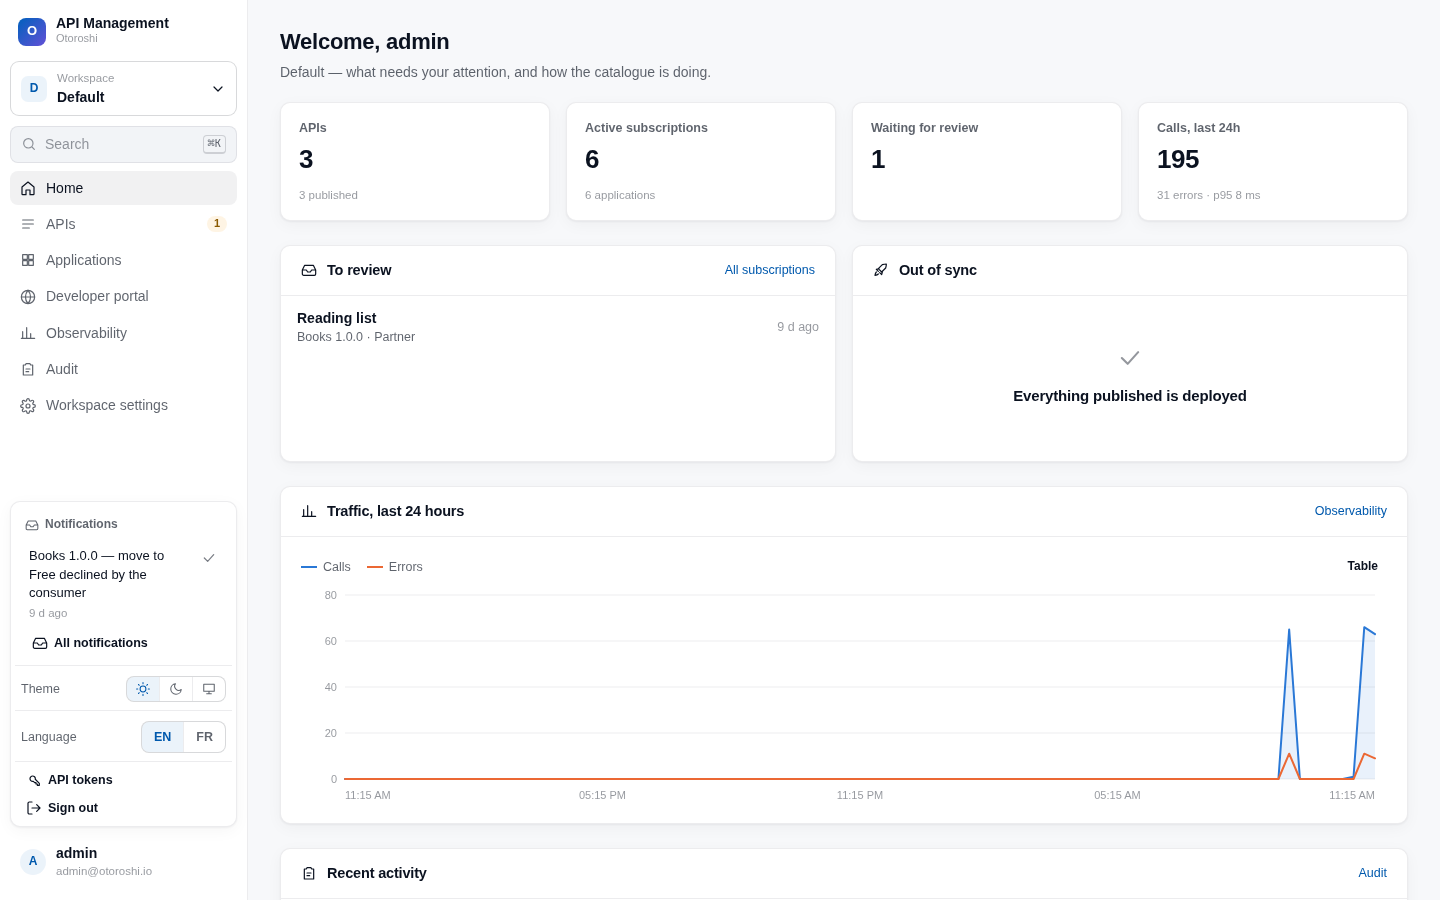 O
API Management
Otoroshi
D
Workspace
Default
Search
⌘K
Home
APIs
1
Applications
Developer portal
Observability
Audit
Workspace settings
Notifications
Books 1.0.0 — move to
Free declined by the
consumer
9 d ago
All notifications
Theme
Language
EN
FR
API tokens
Sign out
A
admin
admin@otoroshi.io
Welcome, admin
Default — what needs your attention, and how the catalogue is doing.
APIs
3
3 published
Active subscriptions
6
6 applications
Waiting for review
1
Calls, last 24h
195
31 errors · p95 8 ms
To review
All subscriptions
Reading list
Books 1.0.0 · Partner
9 d ago
Out of sync
Everything published is deployed
Traffic, last 24 hours
Observability
Calls
Errors
Table
80
60
40
20
0
11:15 AM
05:15 PM
11:15 PM
05:15 AM
11:15 AM
Recent activity
Audit